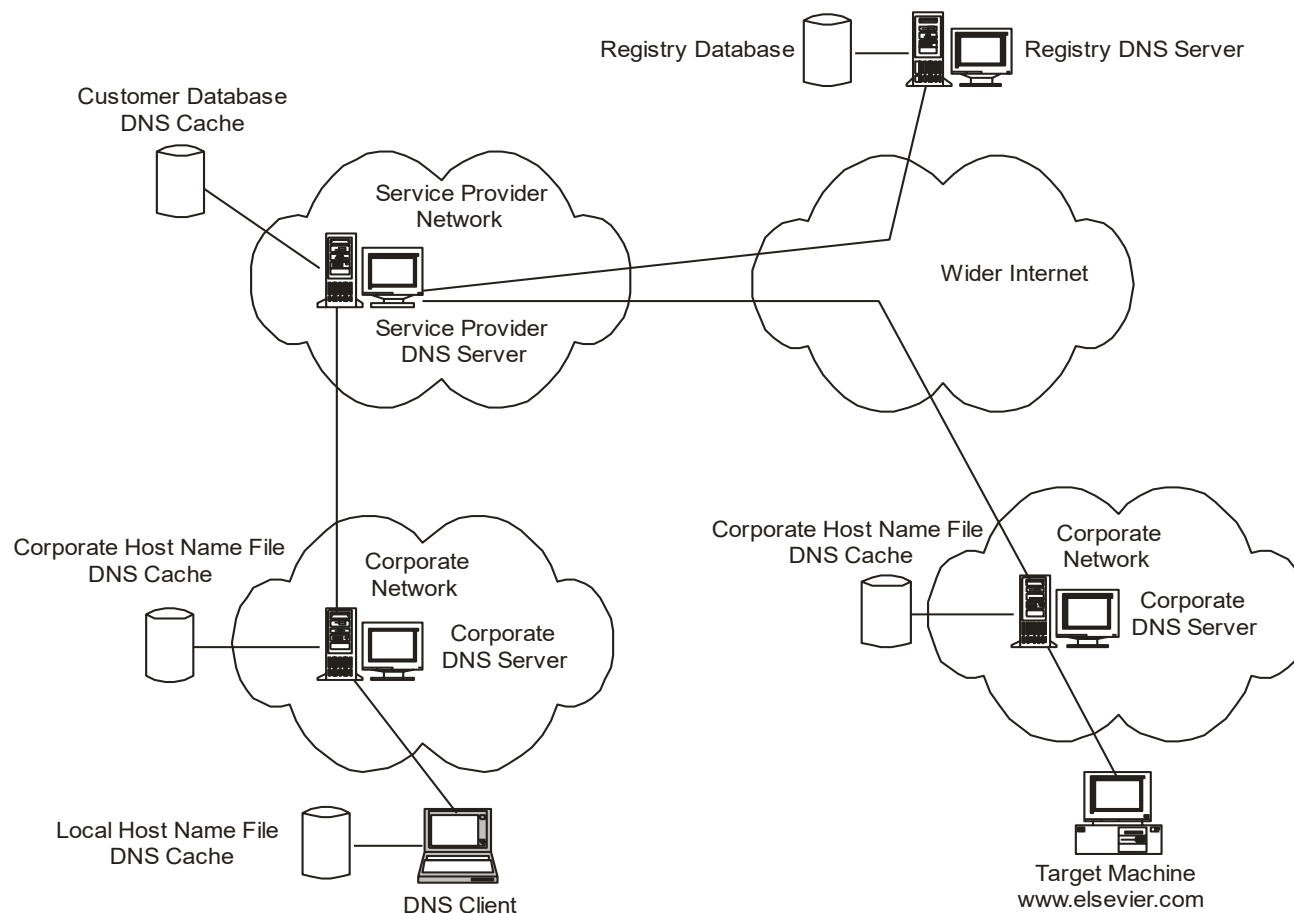 Registry Database
Registry DNS Server
Customer Database
DNS Cache
Service Provider
Network
Wider Internet
Service Provider
DNS Server
Corporate Host Name File
DNS Cache
Corporate
Network
Corporate
DNS Server
Corporate Host Name File
DNS Cache
Corporate
Network
Corporate
DNS Server
Local Host Name File
DNS Cache
DNS Client
Target Machine
www.elsevier.com